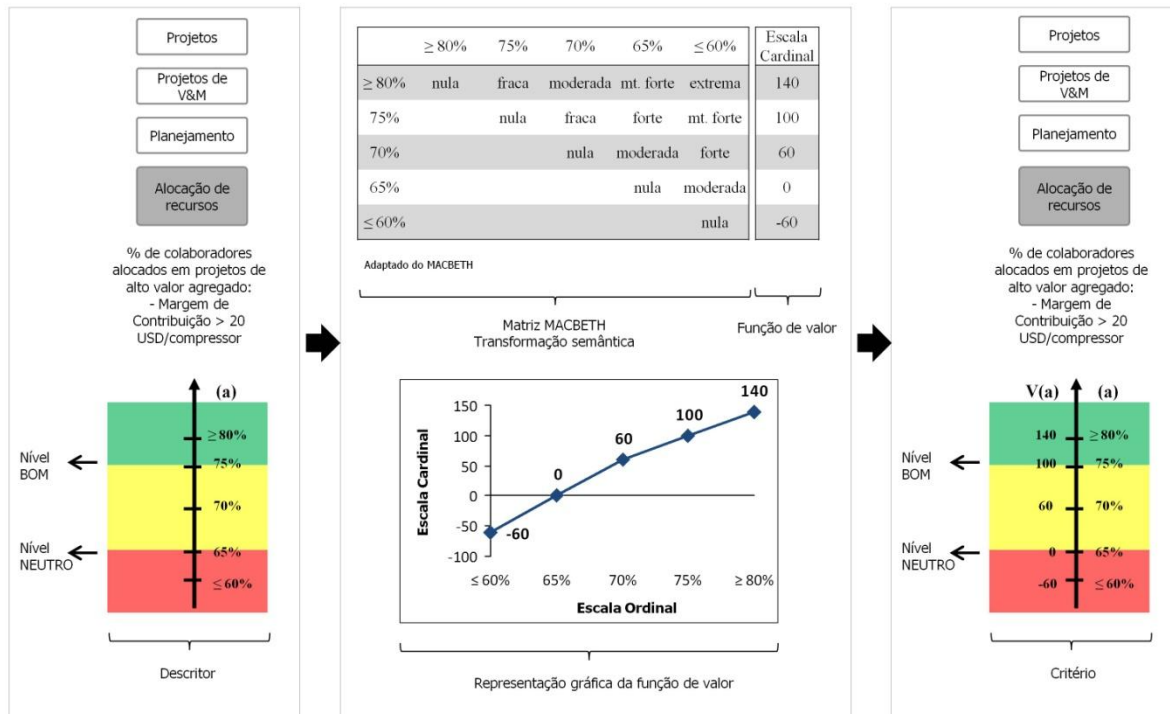 Projetos
Projetos de
V&M
Planejamento
Alocação de
recursos
% de colaboradores
alocados em projetos de
alto valor agregado:
- Margem de
Contribuição > 20
USD/compressor
(a)
≥ 80%
Nível
BOM
75%
70%
Nível
NEUTRO
65%
≤ 60%
Descritor
≥ 80% 75% 70% 65% ≤ 60% Escala
Cardinal
≥ 80% nula fraca moderada mt. forte extrema 140
75% nula fraca forte mt. forte 100
70% nula moderada forte 60
65% nula moderada 0
≤ 60% nula -60
Adaptado do MACBETH
Matriz MACBETH
Transformação semântica
Função de valor
Escala Cardinal
150
100
50
0
-50
-100
-60
0
60
100
140
≤ 60% 65% 70% 75% ≥ 80%
Escala Ordinal
Representação gráfica da função de valor
Projetos
Projetos de
V&M
Planejamento
Alocação de
recursos
% de colaboradores
alocados em projetos de
alto valor agregado:
- Margem de
Contribuição > 20
USD/compressor
V(a) (a)
140 ≥ 80%
Nível
BOM
100 75%
60 70%
Nível
NEUTRO
0 65%
-60 ≤ 60%
Critério